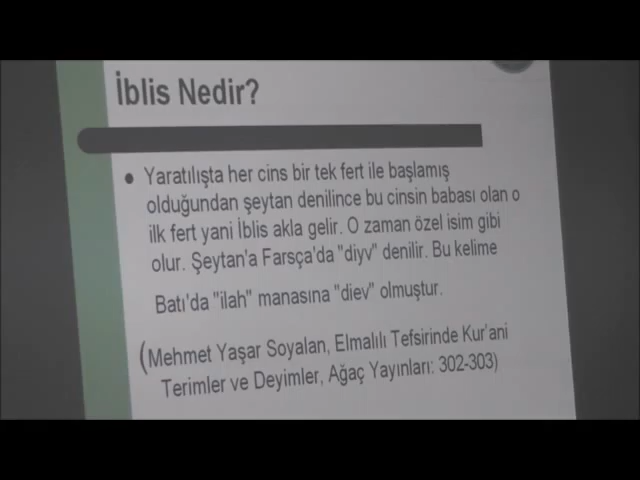 İblis Nedir?
• Yaratılışta her cins bir tek fert ile başlamış
olduğundan şeytan denilince bu cinsin babası olan o
ilk fert yani İblis akla gelir. O zaman özel isim gibi
olur. Şeytan'a Farsça'da "diyv" denilir. Bu kelime
Batı'da "ilah" manasına "diev" olmuştur.
(Mehmet Yaşar Soyalan, Elmalılı Tefsirinde Kur'ani
Terimler ve Deyimler, Ağaç Yayınları: 302-303)